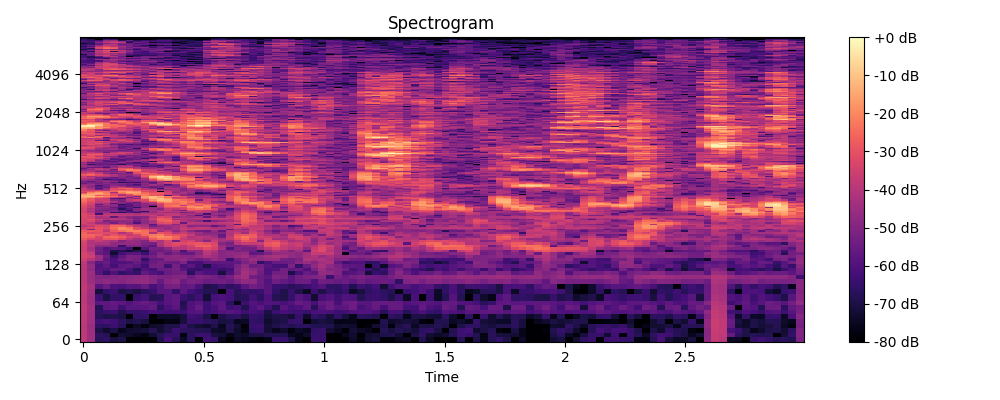 Spectrogram
Hz
4096
2048
1024
512
256
128
64
0
0
0.5
1
1.5
2
2.5
Time
+0 dB
-10 dB
-20 dB
-30 dB
-40 dB
-50 dB
-60 dB
-70 dB
-80 dB